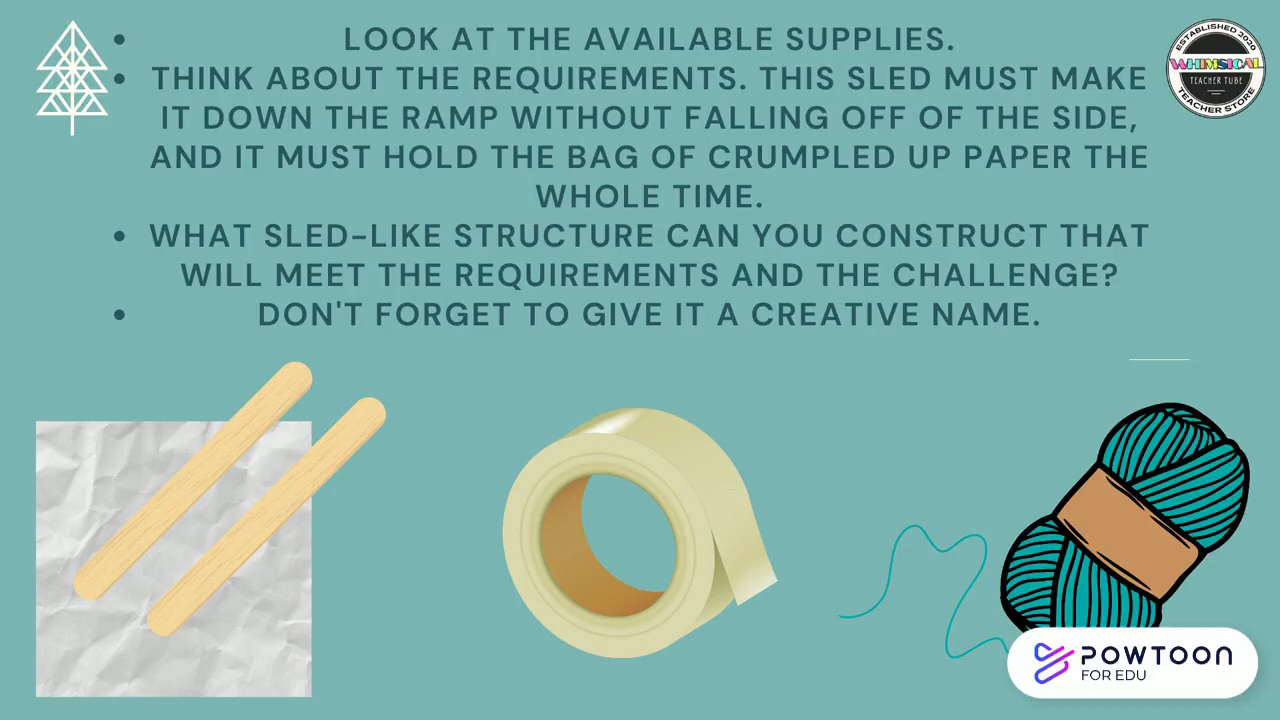 LOOK AT THE AVAILABLE SUPPLIES.
THINK ABOUT THE REQUIREMENTS. THIS SLED MUST MAKE
IT DOWN THE RAMP WITHOUT FALLING OFF OF THE SIDE,
AND IT MUST HOLD THE BAG OF CRUMPLED UP PAPER THE
WHOLE TIME.
WHAT SLED-LIKE STRUCTURE CAN YOU CONSTRUCT THAT
WILL MEET THE REQUIREMENTS AND THE CHALLENGE?
DON'T FORGET TO GIVE IT A CREATIVE NAME.
ESTABLISHED 2020
WHIMSICAL
TEACHER TUBE
TEACHER STORE
POWTOON
FOR EDU